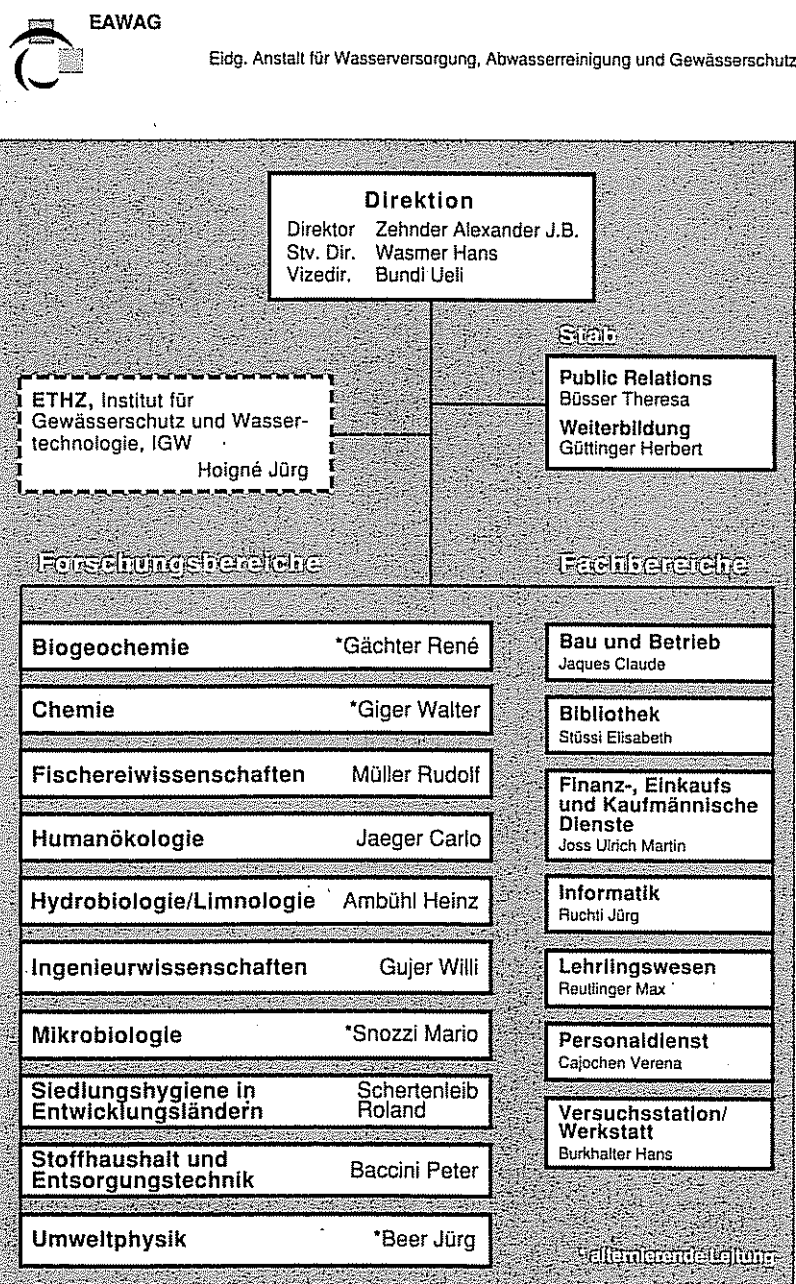 EAWAG
Eidg. Anstalt für Wasserversorgung, Abwasserreinigung und Gewässerschutz
Direktion
Direktor Zehnder Alexander J.B.
Stv. Dir. Wasmer Hans
Vizedir. Bundi Ueli
Stab
Public Relations
Büsser Theresa
Weiterbildung
Güttinger Herbert
ETHZ, Institut für
Gewässerschutz und Wasser-
technologie, IGW
Hoigné Jürg
Forschungsbereiche
Biogeochemie *Gächter René
Chemie *Giger Walter
Fischereiwissenschaften Müller Rudolf
Humanökologie Jaeger Carlo
Hydrobiologie/Limnologie Ambühl Heinz
Ingenieurwissenschaften Gujer Willi
Mikrobiologie *Snozzi Mario
Siedlungshygiene in Schertenleib
Entwicklungsländern Roland
Stoffhaushalt und
Entsorgungstechnik Baccini Peter
Umweltphysik *Beer Jürg
Fachbereiche
Bau und Betrieb
Jaques Claude
Bibliothek
Stüssi Elisabeth
Finanz-, Einkaufs
und Kaufmännische
Dienste
Joss Ulrich Martin
Informatik
Ruchti Jürg
Lehrlingswesen
Reutlinger Max
Personaldienst
Cajochen Verena
Versuchsstation/
Werkstatt
Burkhalter Hans
* alternierende Leitung